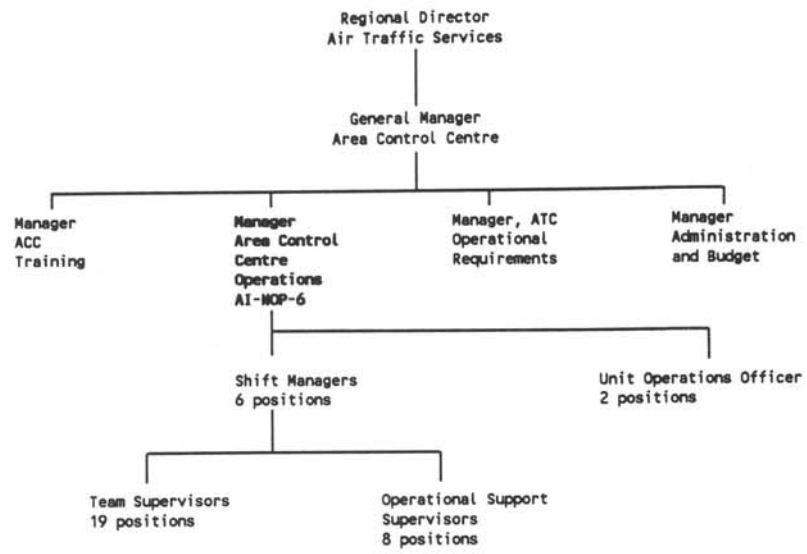 Regional Director
Air Traffic Services
General Manager
Area Control Centre
Manager
ACC
Training
Manager
Area Control
Centre
Operations
AI-NOP-6
Manager, ATC
Operational
Requirements
Manager
Administration
and Budget
Shift Managers
6 positions
Unit Operations Officer
2 positions
Team Supervisors
19 positions
Operational Support
Supervisors
8 positions